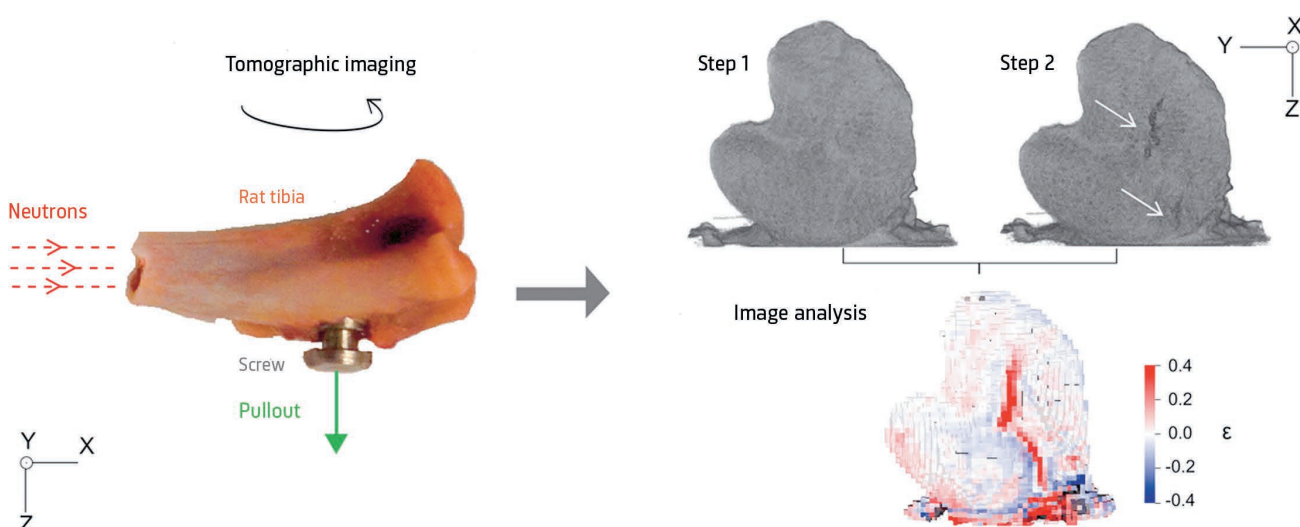 Tomographic imaging
Neutrons
Rat tibia
Screw
Pullout
Y
X
Z
Step 1
Step 2
X
Y
Z
Image analysis
0.4
0.2
0.0
-0.2
-0.4
ε